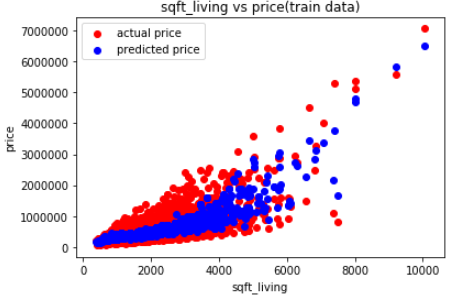 sqft_living vs price(train data)
actual price
predicted price
7000000
6000000
5000000
4000000
3000000
2000000
1000000
0
price
2000 4000 6000 8000 10000
sqft_living